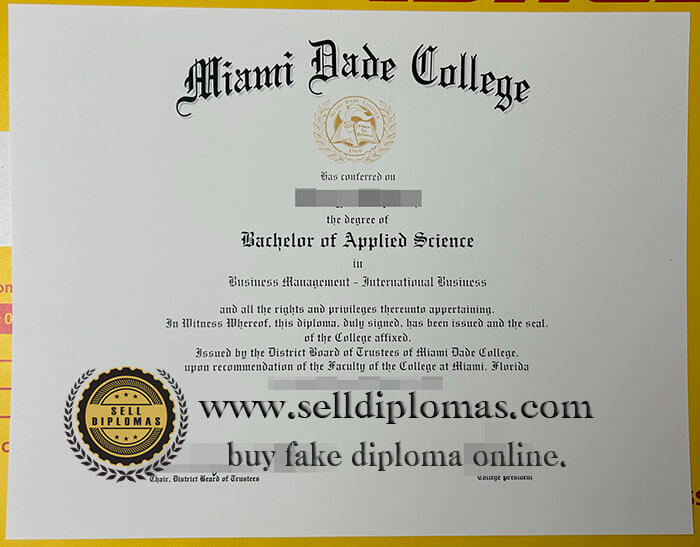 Miami Dade College
MIAMI DADE COLLEGE
1960
Has conferred on
the degree of
Bachelor of Applied Science
in
Business Management - International Business
and all the rights and privileges thereunto appertaining.
In Witness Whereof, this diploma, duly signed, has been issued and the seal.
of the College affixed.
Issued by the District Board of Trustees of Miami Dade College.
upon recommendation of the Faculty of the College at Miami, Florida
SELL
DIPLOMAS
www.selldiplomas.com
buy fake diploma online.
Chair, District Board of Trustees
College President